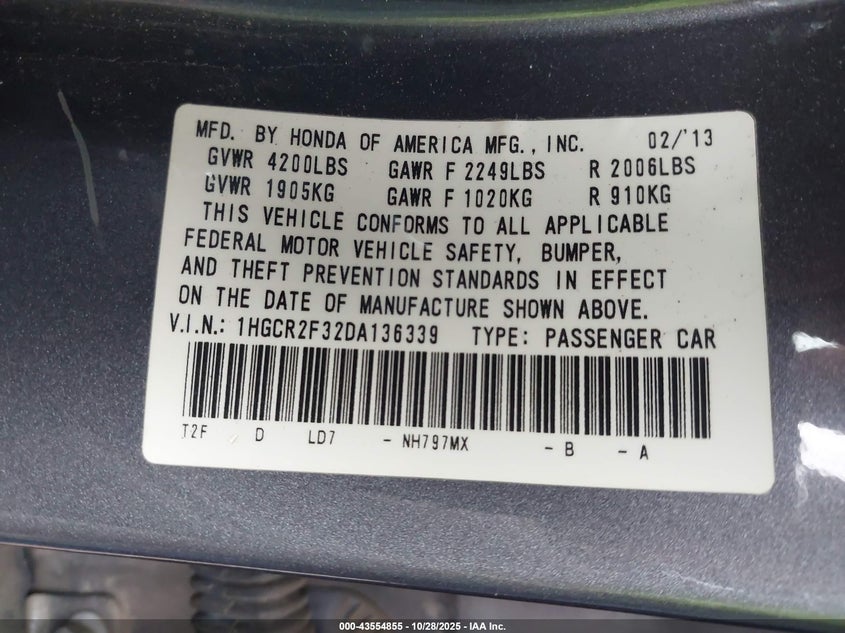 MFD. BY HONDA OF AMERICA MFG., INC. 02/'13
GVWR 4200LBS GAWR F 2249LBS R 2006LBS
GVWR 1905KG GAWR F 1020KG R 910KG
THIS VEHICLE CONFORMS TO ALL APPLICABLE
FEDERAL MOTOR VEHICLE SAFETY, BUMPER,
AND THEFT PREVENTION STANDARDS IN EFFECT
ON THE DATE OF MANUFACTURE SHOWN ABOVE.
V.I.N.: 1HGCR2F32DA136339 TYPE: PASSENGER CAR
T2F D LD7 - NH797MX - B - A
000-43554855 - 10/28/2025 - IAA Inc.